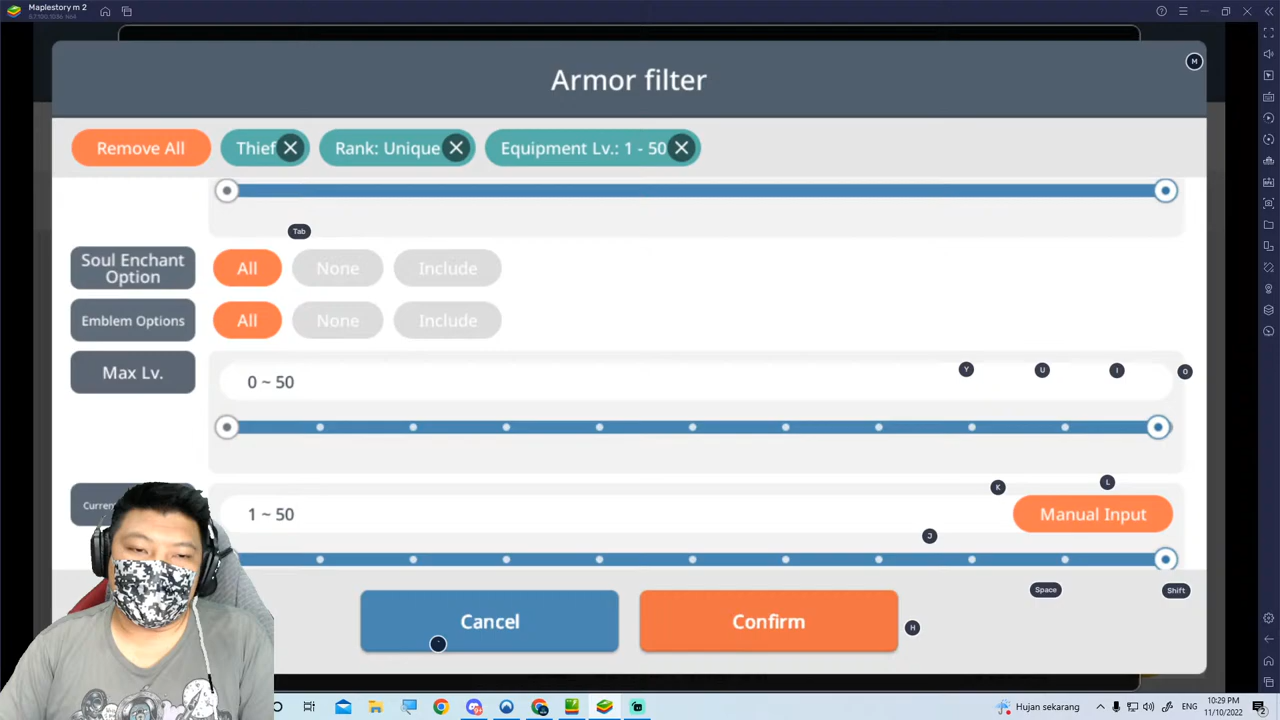 Maplestory m 2
Armor filter
M
Remove All
Thief
Rank: Unique
Equipment Lv.: 1 - 50
Tab
Soul Enchant
Option
All
None
Include
Emblem Options
All
None
Include
Max Lv.
0 ~ 50
Y
U
I
O
K
L
Curren
1 ~ 50
Manual Input
J
Space
Shift
Cancel
Confirm
H
Hujan sekarang
ENG
10:29 PM
11/10/2022
2